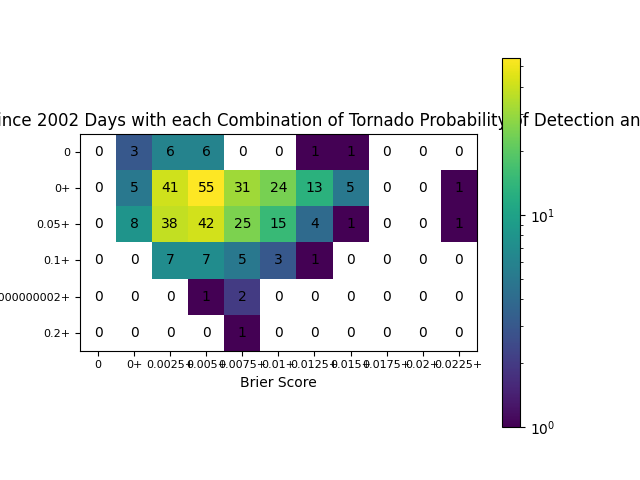 ince 2002 Days with each Combination of Tornado Probability of Detection an
0 0 3 6 6 0 0 1 1 0 0 0
0+ 0 5 41 55 31 24 13 5 0 0 1
0.05+ 0 8 38 42 25 15 4 1 0 0 1
0.1+ 0 0 7 7 5 3 1 0 0 0 0
000000002+ 0 0 0 1 2 0 0 0 0 0 0
0.2+ 0 0 0 0 1 0 0 0 0 0 0
0 0+ 0.0025+ 0.005+ 0.0075+ 0.01+ 0.0125+ 0.015+ 0.0175+ 0.02+ 0.0225+
Brier Score
10¹
10⁰